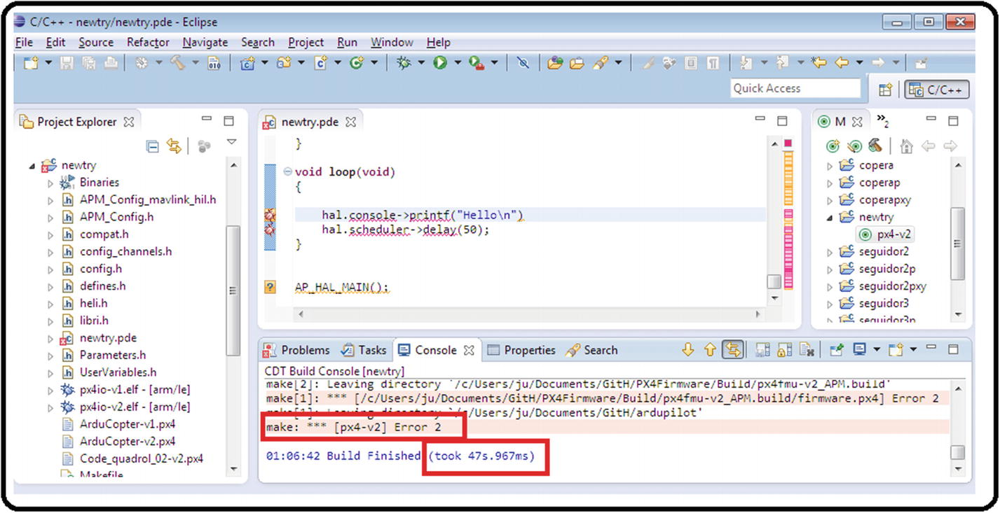 C/C++ - newtry/newtry.pde - Eclipse
File Edit Source Refactor Navigate Search Project Run Window Help
010
Quick Access
C/C++
Project Explorer
newtry
Binaries
APM_Config_mavlink_hil.h
APM_Config.h
compat.h
config_channels.h
config.h
defines.h
heli.h
libri.h
newtry.pde
Parameters.h
UserVariables.h
px4io-v1.elf - [arm/le]
px4io-v2.elf - [arm/le]
ArduCopter-v1.px4
ArduCopter-v2.px4
Code_quadrol_02-v2.px4
Makefile
newtry.pde
}
void loop(void)
{
hal.console->printf("Hello\n")
hal.scheduler->delay(50);
}
AP_HAL_MAIN();
M »2
copera
coperap
coperapxy
newtry
px4-v2
seguidor2
seguidor2p
seguidor2pxy
seguidor3
seguidor3p
Problems Tasks Console Properties Search
CDT Build Console [newtry]
make[2]: Leaving directory `/c/Users/ju/Documents/GitH/PX4Firmware/Build/px4fmu-v2_APM.build'
make[1]: *** [/c/Users/ju/Documents/GitH/PX4Firmware/Build/px4fmu-v2_APM.build/firmware.px4] Error 2
make[1]: Leaving directory `/c/Users/ju/Documents/GitH/ardupilot'
make: *** [px4-v2] Error 2
01:06:42 Build Finished (took 47s.967ms)